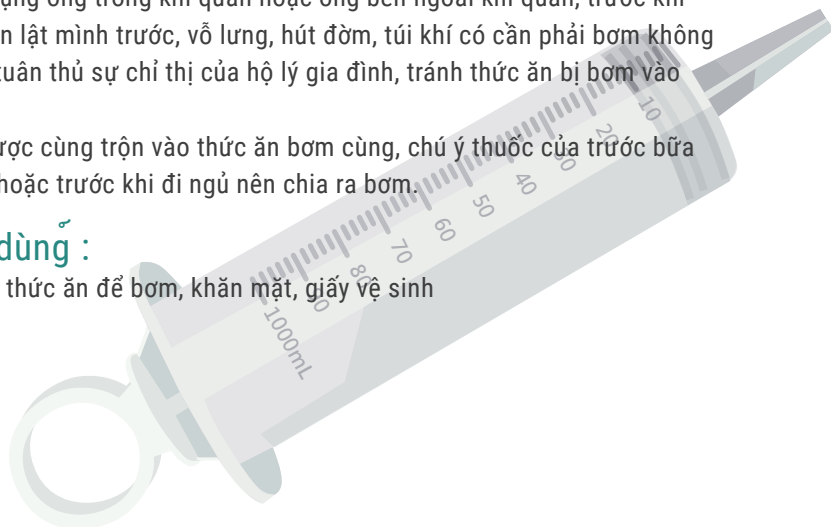 ụng ống trong khí quản hoặc ống bên ngoài khí quản, trước khi
n lật mình trước, vỗ lưng, hút đờm, túi khí có cần phải bơm không
tuân thủ sự chỉ thị của hộ lý gia đình, tránh thức ăn bị bơm vào
ược cùng trộn vào thức ăn bơm cùng, chú ý thuốc của trước bữa
hoặc trước khi đi ngủ nên chia ra bơm.
dùng̉ :
thức ăn để bơm, khăn mặt, giấy vệ sinh
10
20
30
40
50
60
70
80
90
1000mL